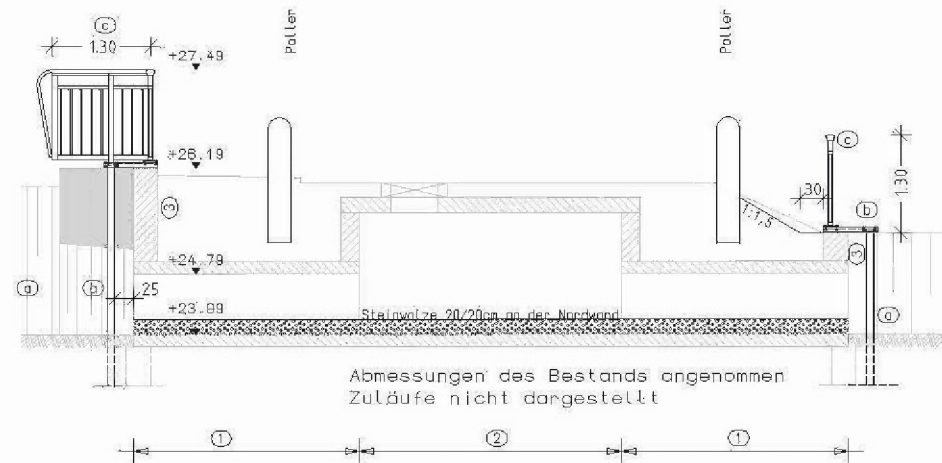 c
1.30
+27.49
Poller
Poller
+26.19
3
c
1.30
30
b
1:1,5
3
+24.79
a
b
25
+23.89
Steinwalze 20/20cm an der Nordwand
a
Abmessungen des Bestands angenommen
Zuläufe nicht dargestellt
1
2
1